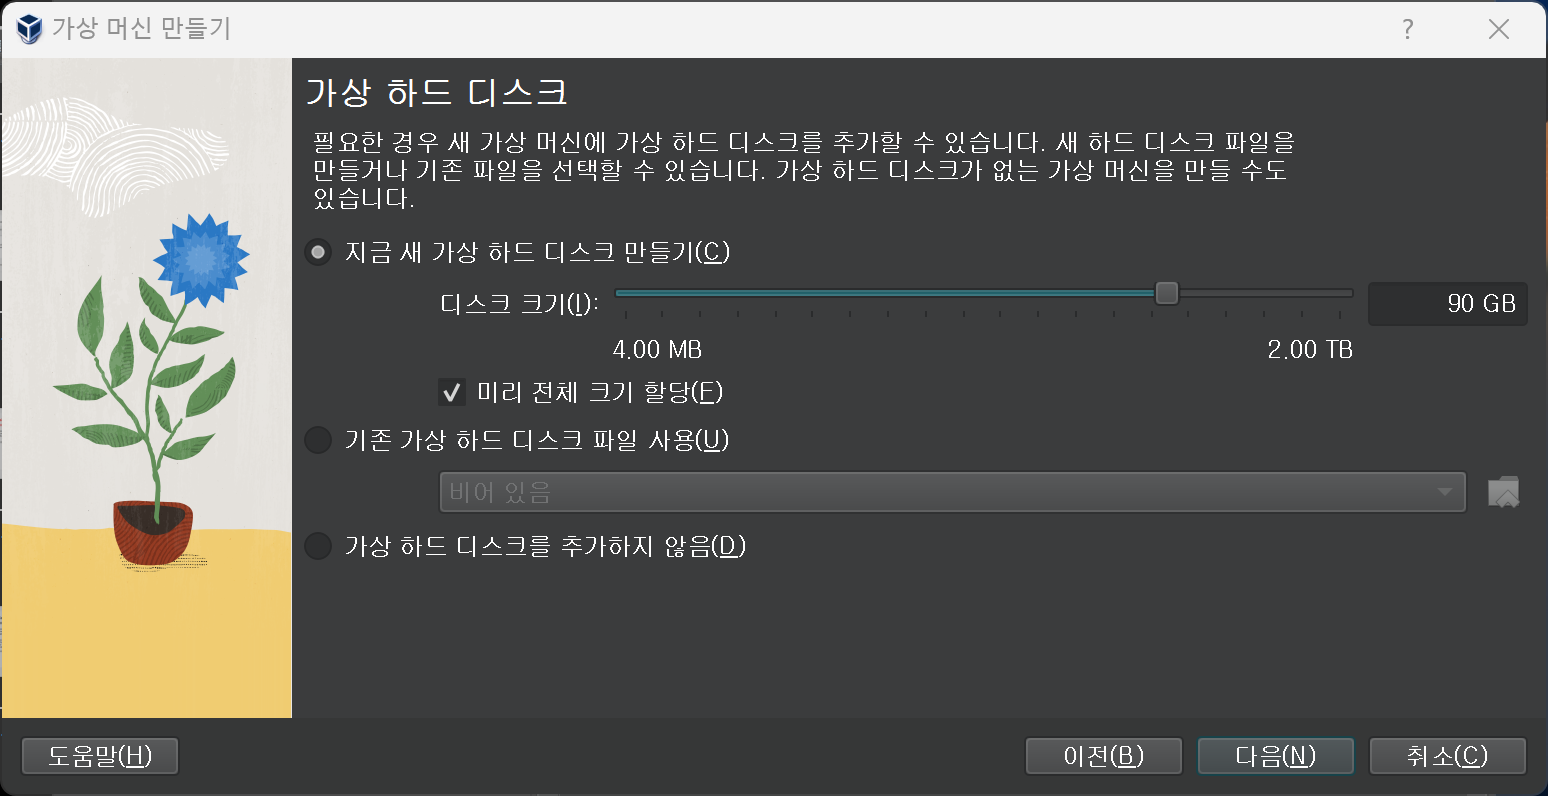 가상 머신 만들기
?
가상 하드 디스크
필요한 경우 새 가상 머신에 가상 하드 디스크를 추가할 수 있습니다. 새 하드 디스크 파일을
만들거나 기존 파일을 선택할 수 있습니다. 가상 하드 디스크가 없는 가상 머신을 만들 수도
있습니다.
지금 새 가상 하드 디스크 만들기(C)
디스크 크기(I):
90 GB
4.00 MB 2.00 TB
미리 전체 크기 할당(F)
기존 가상 하드 디스크 파일 사용(U)
비어 있음
가상 하드 디스크를 추가하지 않음(D)
도움말(H) 이전(B) 다음(N) 취소(C)